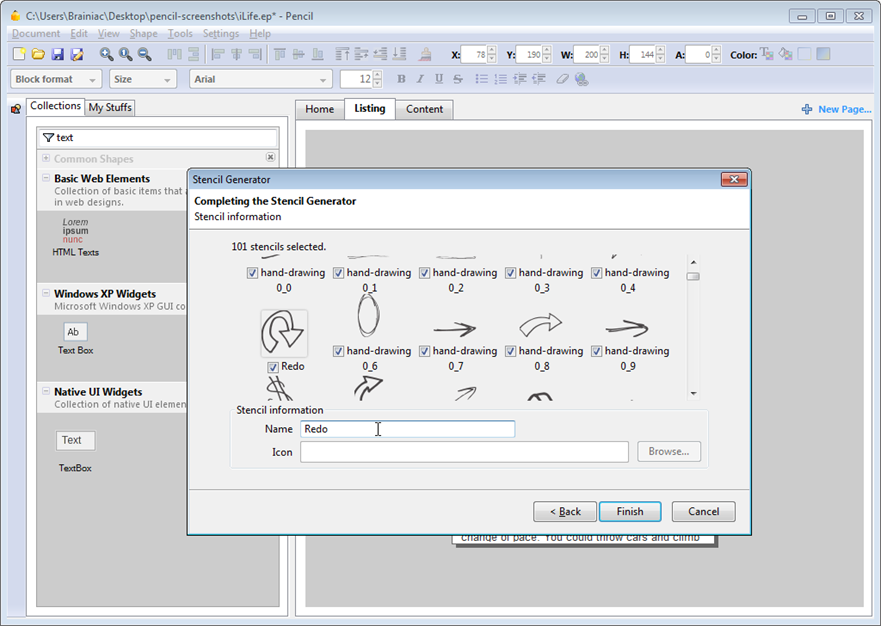 C:\Users\Brainiac\Desktop\pencil-screenshots\iLife.ep* - Pencil
Document Edit View Shape Tools Settings Help
X: 78 Y: 190 W: 200 H: 144 A: 0 Color:
Block format Size Arial 12 B I U S
Collections My Stuffs
Home Listing Content New Page...
text
Common Shapes
Basic Web Elements
Collection of basic items that a
in web designs.
Lorem
ipsum
nunc
HTML Texts
Windows XP Widgets
Microsoft Windows XP GUI co
Ab
Text Box
Native UI Widgets
Collection of native UI elemen
Text
TextBox
Stencil Generator
Completing the Stencil Generator
Stencil information
101 stencils selected.
hand-drawing hand-drawing hand-drawing hand-drawing hand-drawing
0_0 0_1 0_2 0_3 0_4
hand-drawing hand-drawing hand-drawing hand-drawing
Redo 0_6 0_7 0_8 0_9
Stencil information
Name Redo
Icon Browse...
< Back Finish Cancel
change of pace. You could throw cars and climb